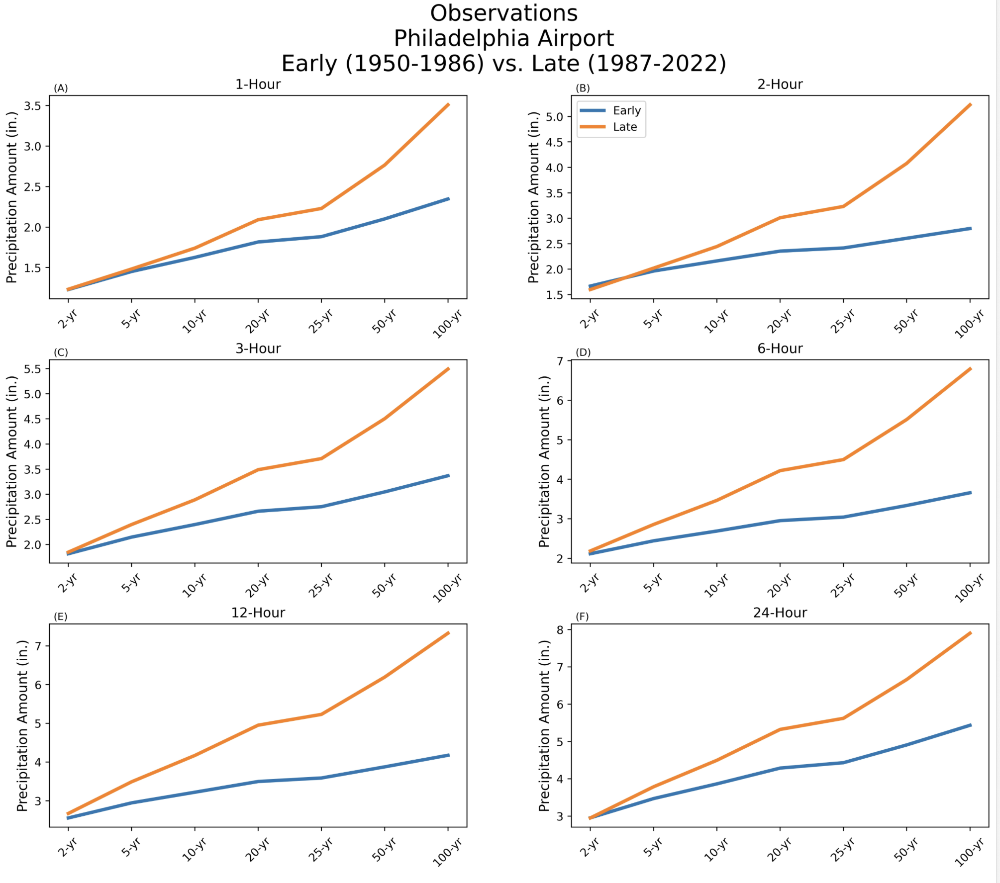 Observations
Philadelphia Airport
Early (1950-1986) vs. Late (1987-2022)
(A)
1-Hour
Precipitation Amount (in.)
3.5
3.0
2.5
2.0
1.5
2-yr
5-yr
10-yr
20-yr
25-yr
50-yr
100-yr
(B)
2-Hour
Early
Late
Precipitation Amount (in.)
5.0
4.5
4.0
3.5
3.0
2.5
2.0
1.5
2-yr
5-yr
10-yr
20-yr
25-yr
50-yr
100-yr
(C)
3-Hour
Precipitation Amount (in.)
5.5
5.0
4.5
4.0
3.5
3.0
2.5
2.0
2-yr
5-yr
10-yr
20-yr
25-yr
50-yr
100-yr
(D)
6-Hour
Precipitation Amount (in.)
7
6
5
4
3
2
2-yr
5-yr
10-yr
20-yr
25-yr
50-yr
100-yr
(E)
12-Hour
Precipitation Amount (in.)
7
6
5
4
3
2-yr
5-yr
10-yr
20-yr
25-yr
50-yr
100-yr
(F)
24-Hour
Precipitation Amount (in.)
8
7
6
5
4
3
2-yr
5-yr
10-yr
20-yr
25-yr
50-yr
100-yr